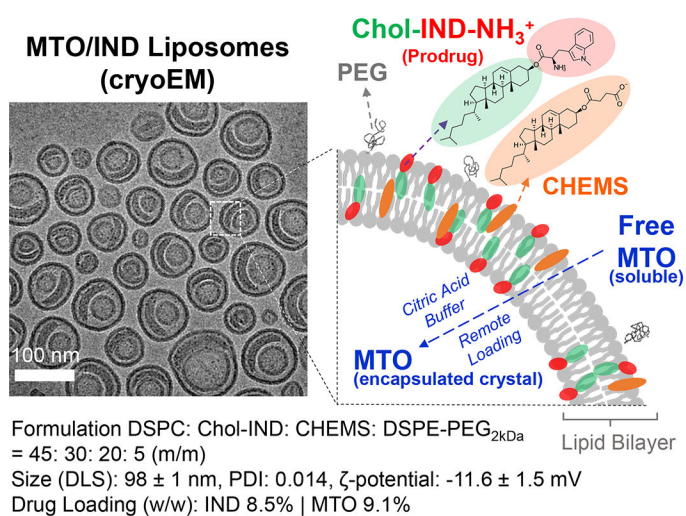 MTO/IND Liposomes
(cryoEM)
100 nm
Chol-IND-NH₃⁺
(Prodrug)
PEG
CHEMS
Free
MTO
(soluble)
Citric Acid
Buffer
Remote
Loading
MTO
(encapsulated crystal)
Lipid Bilayer
Formulation DSPC: Chol-IND: CHEMS: DSPE-PEG₂ₖDₐ
= 45: 30: 20: 5 (m/m)
Size (DLS): 98 ± 1 nm, PDI: 0.014, ζ-potential: -11.6 ± 1.5 mV
Drug Loading (w/w): IND 8.5% | MTO 9.1%